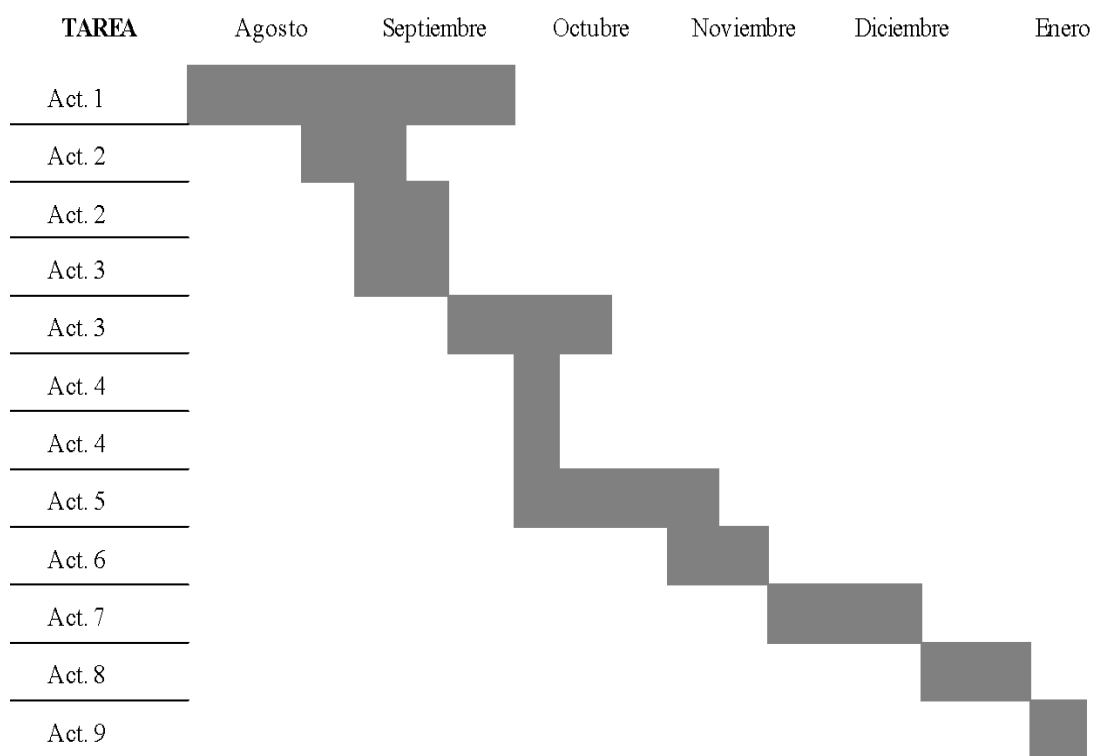 TAREA Agosto Septiembre Octubre Noviembre Diciembre Enero
Act. 1
Act. 2
Act. 2
Act. 3
Act. 3
Act. 4
Act. 4
Act. 5
Act. 6
Act. 7
Act. 8
Act. 9